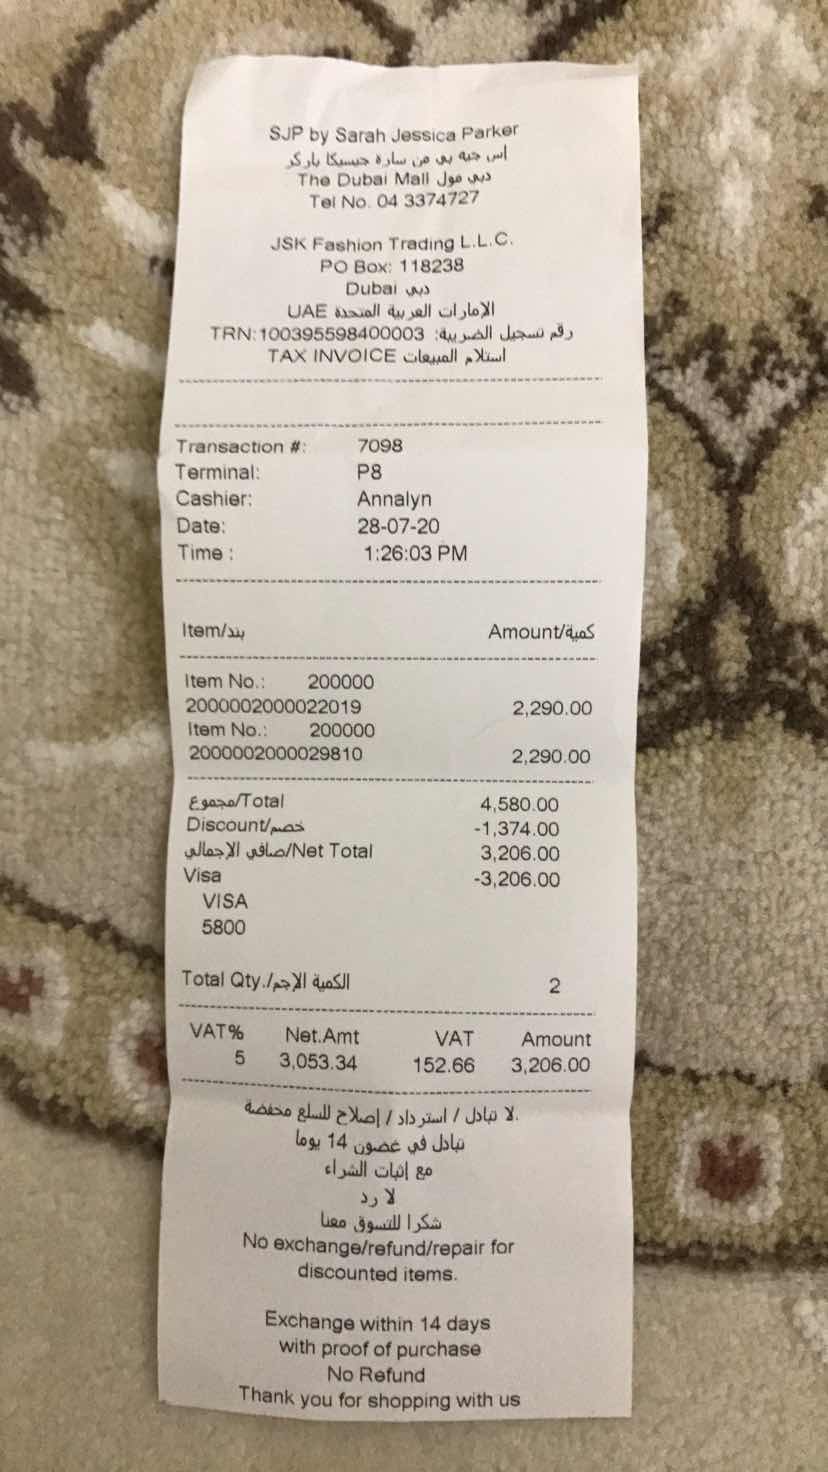 SJP by Sarah Jessica Parker
اس جيه بي من ساره جيسيكا باركر
The Dubai Mall دبي مول
Tel No. 04 3374727
JSK Fashion Trading L.L.C.
PO Box: 118238
Dubai دبي
UAE الإمارات العربية المتحدة
TRN:100395598400003 رقم تسجيل الضريبة:
TAX INVOICE استلام المبيعات
Transaction #: 7098
Terminal: P8
Cashier: Annalyn
Date: 28-07-20
Time : 1:26:03 PM
Item/بند Amount/كمية
Item No.: 200000
2000002000022019 2,290.00
Item No.: 200000
2000002000029810 2,290.00
مجموع/Total 4,580.00
Discount/خصم -1,374.00
صافي الإجمالي/Net Total 3,206.00
Visa -3,206.00
VISA
5800
Total Qty./الكمية الإجم 2
VAT% Net.Amt VAT Amount
5 3,053.34 152.66 3,206.00
لا تبادل / استرداد / إصلاح للسلع مخفضة.
تبادل في غضون 14 يوما
مع إثبات الشراء
لا رد
شكرا للتسوق معنا
No exchange/refund/repair for
discounted items.
Exchange within 14 days
with proof of purchase
No Refund
Thank you for shopping with us